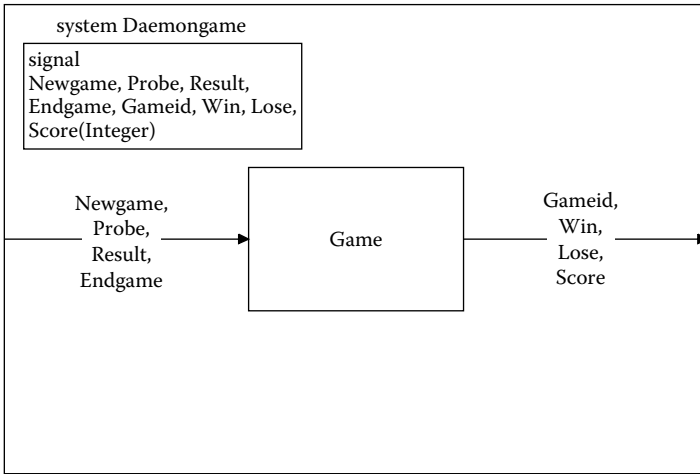 system Daemongame
signal
Newgame, Probe, Result,
Endgame, Gameid, Win, Lose,
Score(Integer)
Newgame,
Probe,
Result,
Endgame
Game
Gameid,
Win,
Lose,
Score